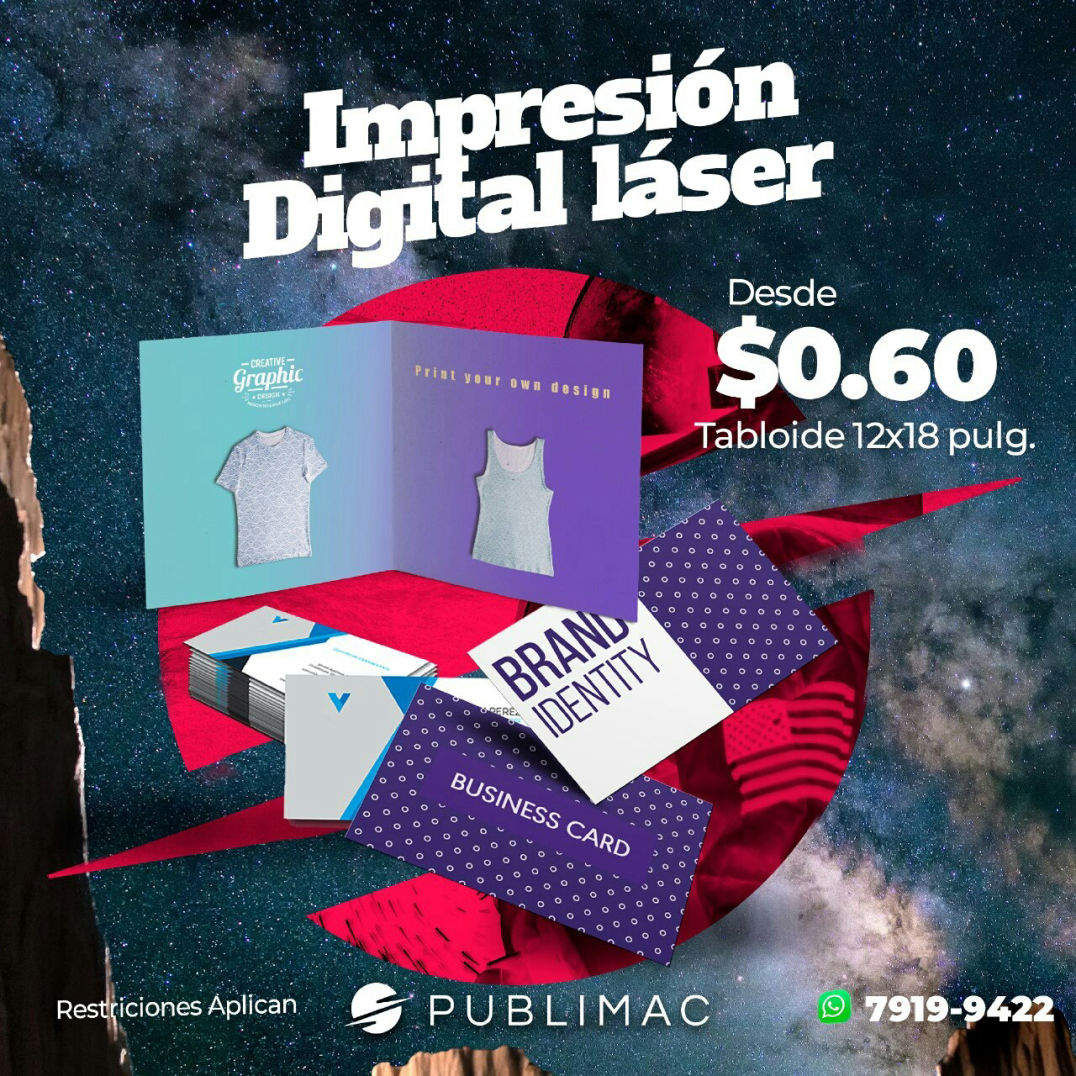 Impresión
Digital láser
Desde
$0.60
Tabloide 12x18 pulg.
CREATIVE
Graphic
DESIGN
Print your own design
BRAND
IDENTITY
PEREZ
BUSINESS CARD
Restriciones Aplican
PUBLIMAC
7919-9422